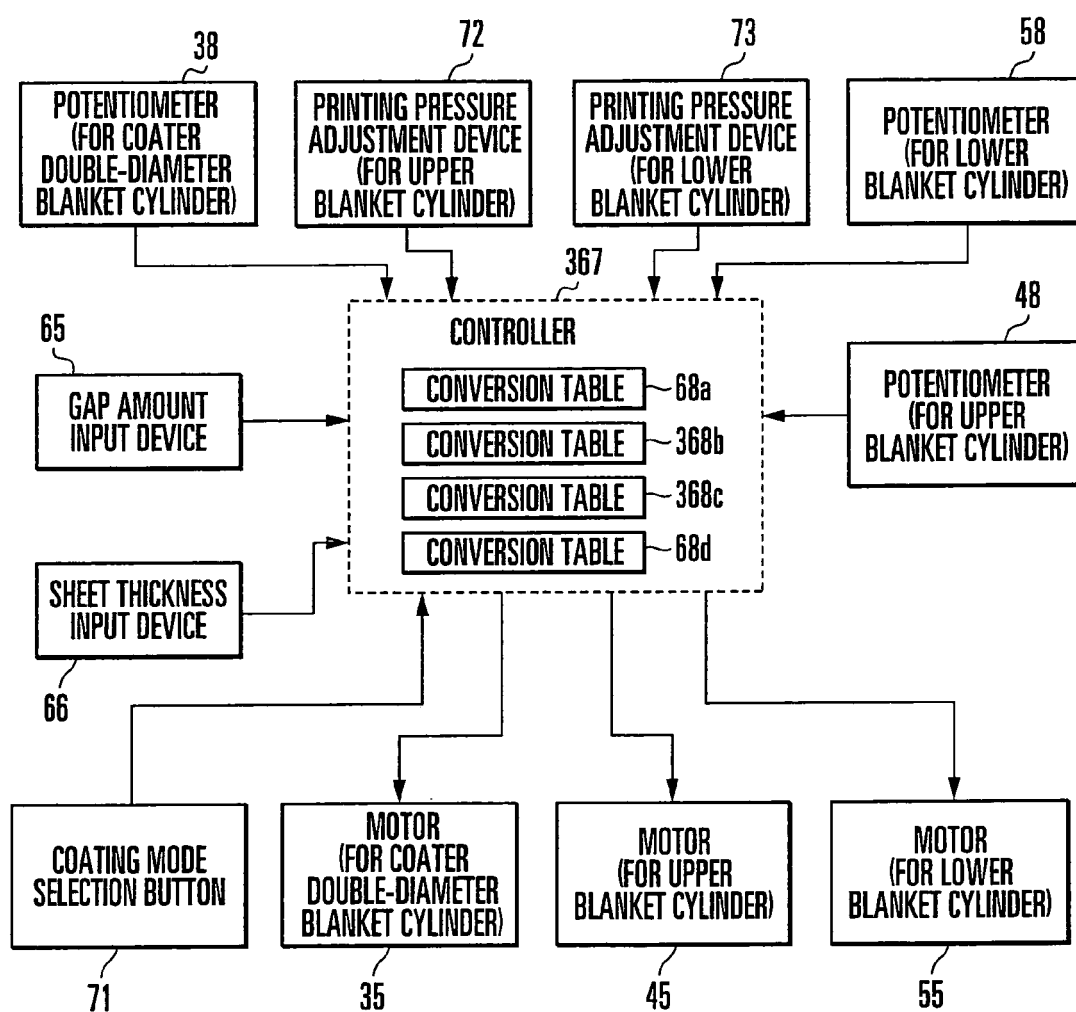 38
POTENTIOMETER
(FOR COATER
DOUBLE-DIAMETER
BLANKET CYLINDER)
72
PRINTING PRESSURE
ADJUSTMENT DEVICE
(FOR UPPER
BLANKET CYLINDER)
73
PRINTING PRESSURE
ADJUSTMENT DEVICE
(FOR LOWER
BLANKET CYLINDER)
58
POTENTIOMETER
(FOR LOWER
BLANKET CYLINDER)
367
CONTROLLER
CONVERSION TABLE
68a
CONVERSION TABLE
368b
CONVERSION TABLE
368c
CONVERSION TABLE
68d
65
GAP AMOUNT
INPUT DEVICE
48
POTENTIOMETER
(FOR UPPER
BLANKET CYLINDER)
SHEET THICKNESS
INPUT DEVICE
66
COATING MODE
SELECTION BUTTON
71
MOTOR
(FOR COATER
DOUBLE-DIAMETER
BLANKET CYLINDER)
35
MOTOR
(FOR UPPER
BLANKET CYLINDER)
45
MOTOR
(FOR LOWER
BLANKET CYLINDER)
55